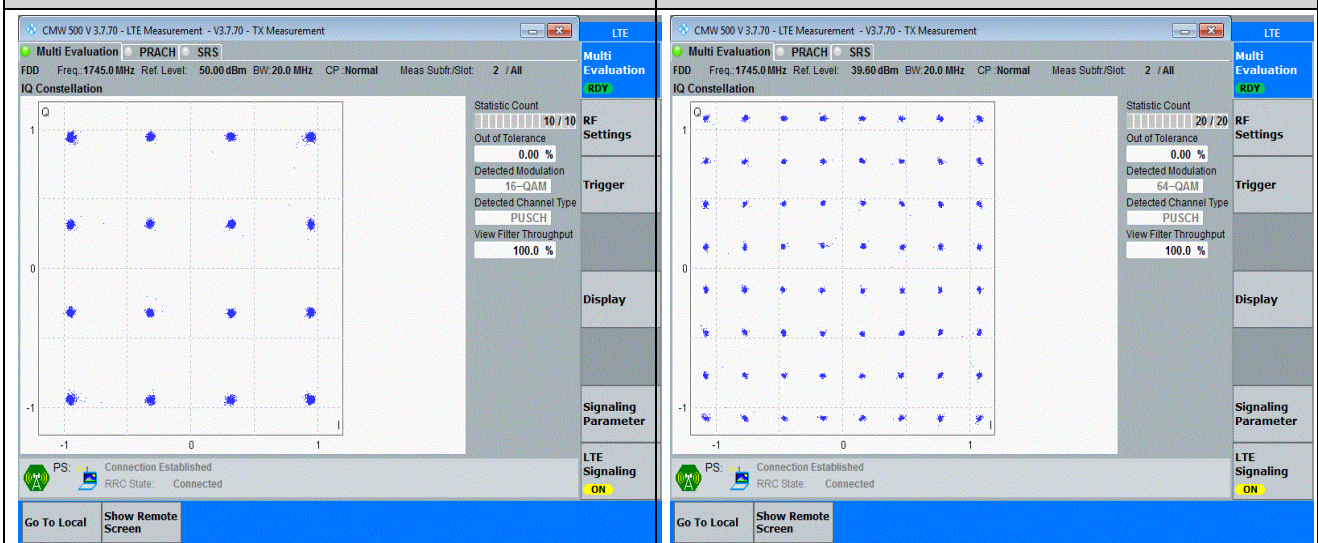 CMW 500 V 3.7.70 - LTE Measurement - V3.7.70 - TX Measurement
LTE
Multi Evaluation PRACH SRS
Multi Evaluation
RDY
FDD Freq.:1745.0 MHz Ref. Level: 50.00 dBm BW:20.0 MHz CP :Normal Meas Subfr./Slot: 2 / All
IQ Constellation
Q
1
0
-1
-1 0 1
I
Statistic Count
10 / 10
Out of Tolerance
0.00 %
Detected Modulation
16-QAM
Detected Channel Type
PUSCH
View Filter Throughput
100.0 %
RF Settings
Trigger
Display
Signaling Parameter
LTE Signaling
ON
PS: Connection Established
RRC State: Connected
Go To Local
Show Remote Screen
CMW 500 V 3.7.70 - LTE Measurement - V3.7.70 - TX Measurement
LTE
Multi Evaluation PRACH SRS
Multi Evaluation
RDY
FDD Freq.:1745.0 MHz Ref. Level: 39.60 dBm BW:20.0 MHz CP :Normal Meas Subfr./Slot: 2 / All
IQ Constellation
Q
1
0
-1
-1 0 1
I
Statistic Count
20 / 20
Out of Tolerance
0.00 %
Detected Modulation
64-QAM
Detected Channel Type
PUSCH
View Filter Throughput
100.0 %
RF Settings
Trigger
Display
Signaling Parameter
LTE Signaling
ON
PS: Connection Established
RRC State: Connected
Go To Local
Show Remote Screen